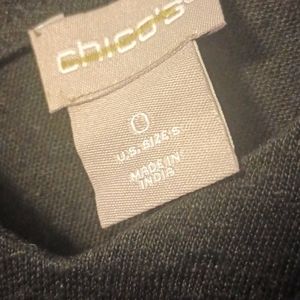 chico's
0
U.S. SIZE S
MADE IN
INDIA